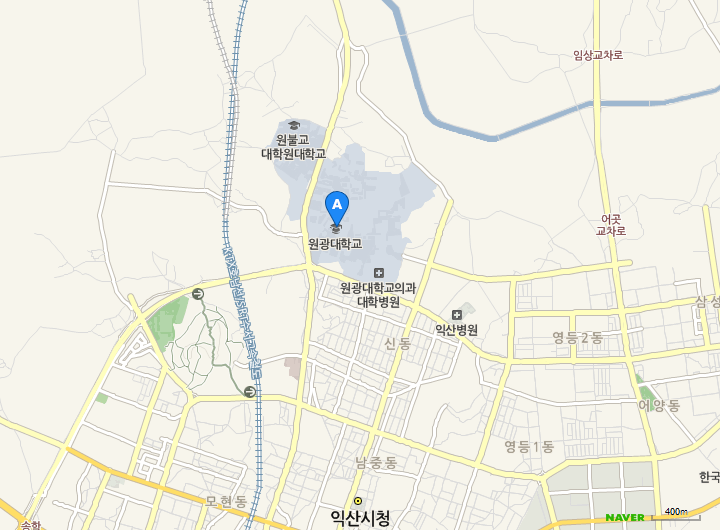 임상교차로
원불교
대학원대학교
A
어곳
교차로
원광대학교
원광대학교의과
대학병원
삼성
익산병원
영등2동
신동
어양동
영등1동
남중동
한국
모현동
익산시청
송학
NAVER
400m